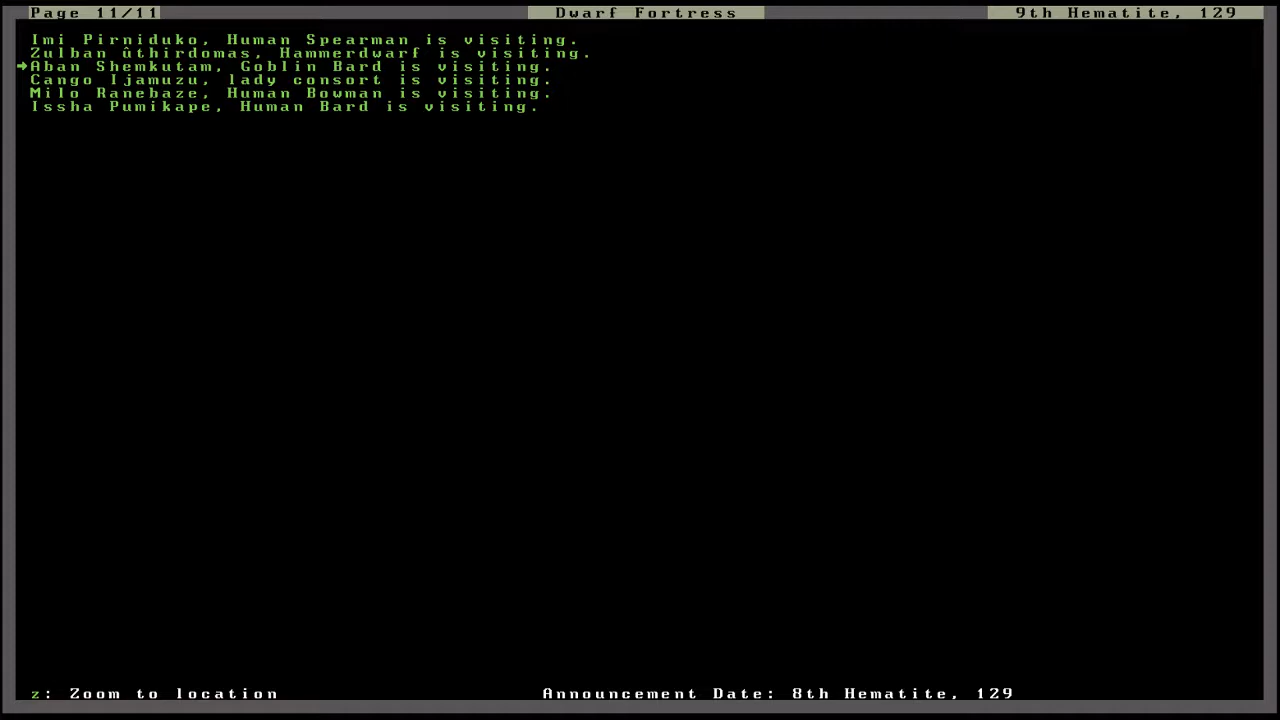 Page 11/11 Dwarf Fortress 9th Hematite, 129
Imi Pirniduko, Human Spearman is visiting.
Zulban ûthirdomas, Hammerdwarf is visiting.
➔Aban Shemkutam, Goblin Bard is visiting.
Cango Ijamuzu, lady consort is visiting.
Milo Ranebaze, Human Bowman is visiting.
Issha Pumikape, Human Bard is visiting.
z: Zoom to location Announcement Date: 8th Hematite, 129